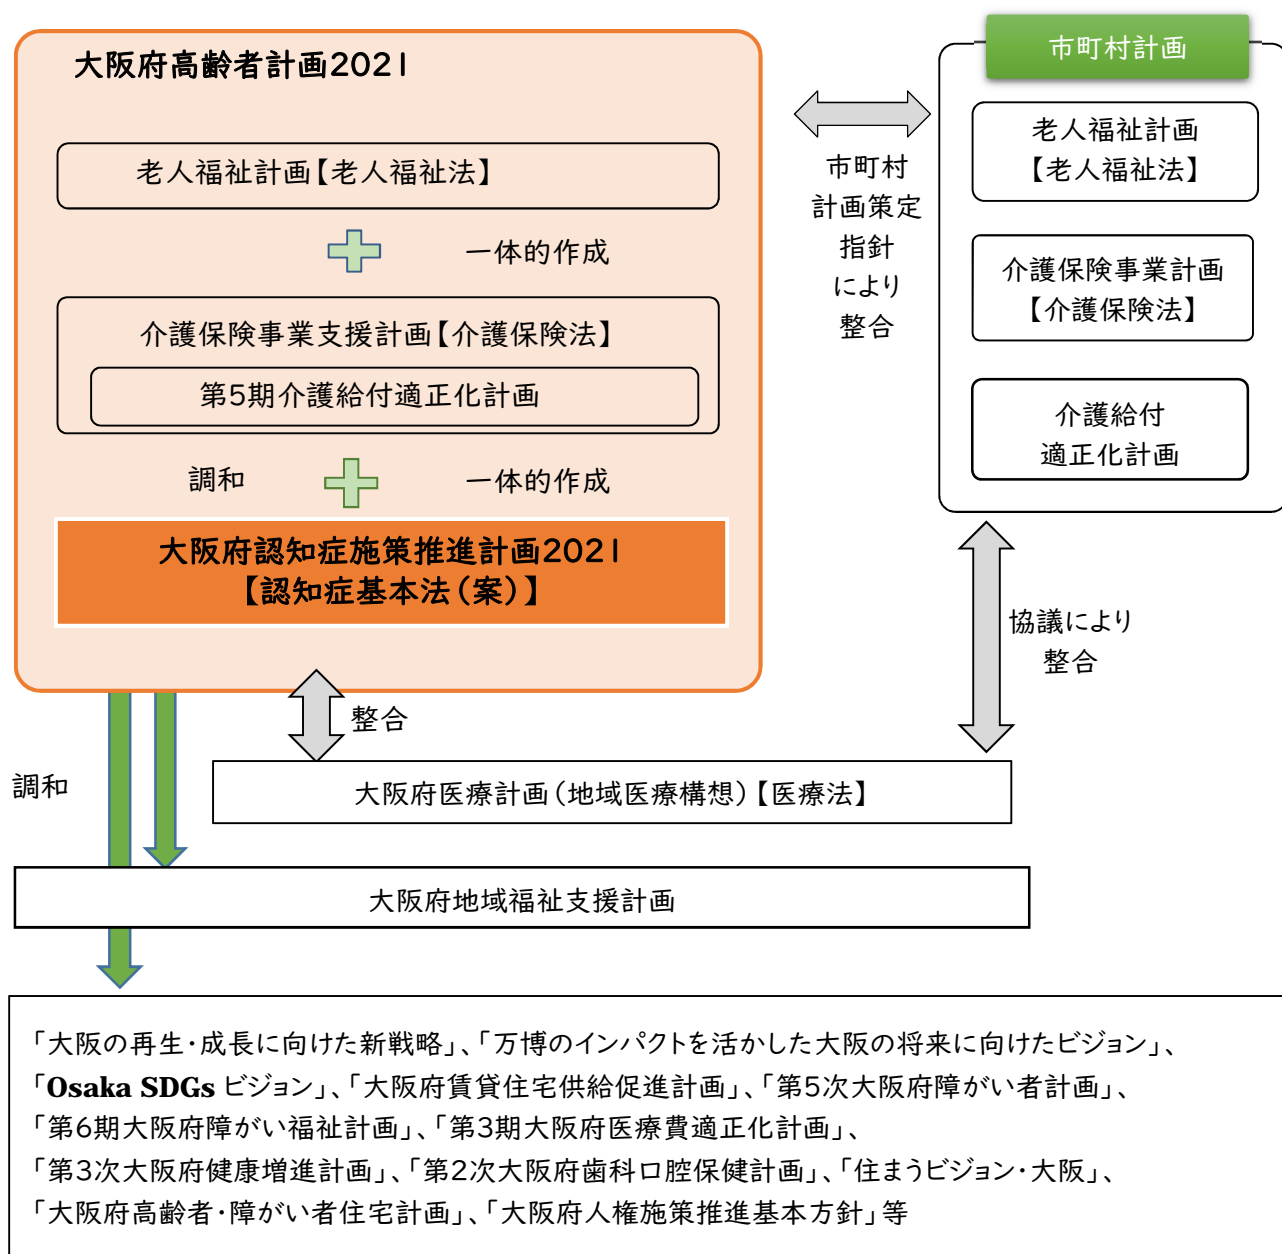 大阪府高齢者計画2021
老人福祉計画【老人福祉法】
一体的作成
介護保険事業支援計画【介護保険法】
第5期介護給付適正化計画
調和
一体的作成
大阪府認知症施策推進計画2021
【認知症基本法(案)】
市町村
計画策定
指針
により
整合
市町村計画
老人福祉計画
【老人福祉法】
介護保険事業計画
【介護保険法】
介護給付
適正化計画
協議により
整合
整合
調和
大阪府医療計画(地域医療構想)【医療法】
大阪府地域福祉支援計画
「大阪の再生・成長に向けた新戦略」、「万博のインパクトを活かした大阪の将来に向けたビジョン」、
「Osaka SDGs ビジョン」、「大阪府賃貸住宅供給促進計画」、「第5次大阪府障がい者計画」、
「第6期大阪府障がい福祉計画」、「第3期大阪府医療費適正化計画」、
「第3次大阪府健康増進計画」、「第2次大阪府歯科口腔保健計画」、「住まうビジョン・大阪」、
「大阪府高齢者・障がい者住宅計画」、「大阪府人権施策推進基本方針」等